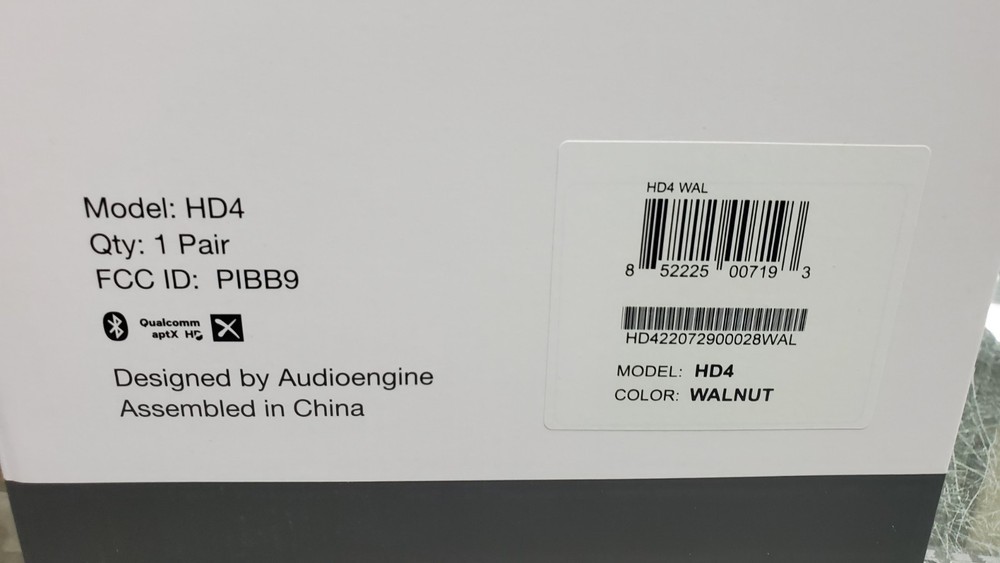 Model: HD4
Qty: 1 Pair
FCC ID: PIBB9
Qualcomm
aptX HD
Designed by Audioengine
Assembled in China
HD4 WAL
8 52225 00719 3
HD422072900028WAL
MODEL: HD4
COLOR: WALNUT